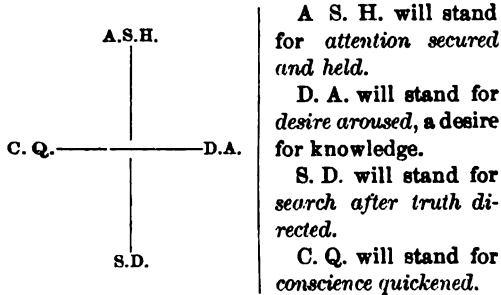 A.S.H.
C. Q.
D.A.
S.D.
A S. H. will stand
for attention secured
and held.
D. A. will stand for
desire aroused, a desire
for knowledge.
S. D. will stand for
search after truth di-
rected.
C. Q. will stand for
conscience quickened.